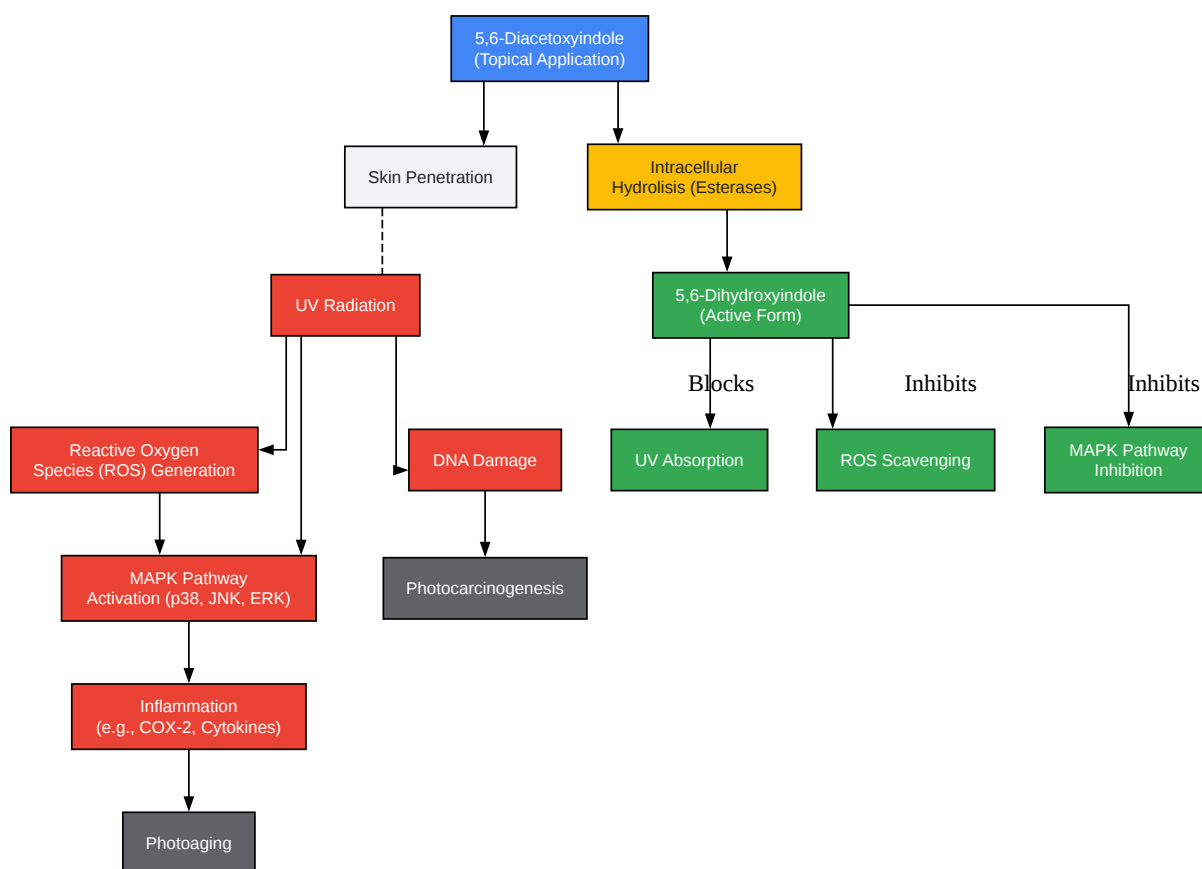 5,6-Diacetoxyindole
(Topical Application)
Skin Penetration
Intracellular
Hydrolisis (Esterases)
UV Radiation
5,6-Dihydroxyindole
(Active Form)
Blocks
Inhibits
Inhibits
Reactive Oxygen
Species (ROS) Generation
DNA Damage
UV Absorption
ROS Scavenging
MAPK Pathway
Inhibition
MAPK Pathway
Activation (p38, JNK, ERK)
Photocarcinogenesis
Inflammation
(e.g., COX-2, Cytokines)
Photoaging